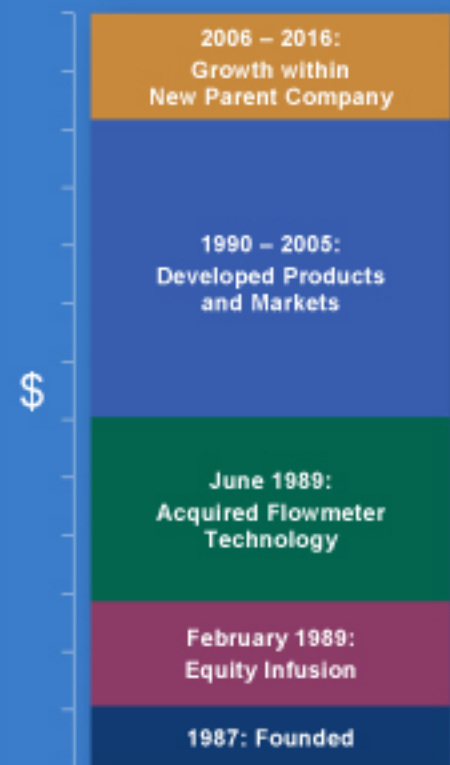 2006 – 2016:
Growth within
New Parent Company
1990 – 2005:
Developed Products
and Markets
$
June 1989:
Acquired Flowmeter
Technology
February 1989:
Equity Infusion
1987: Founded